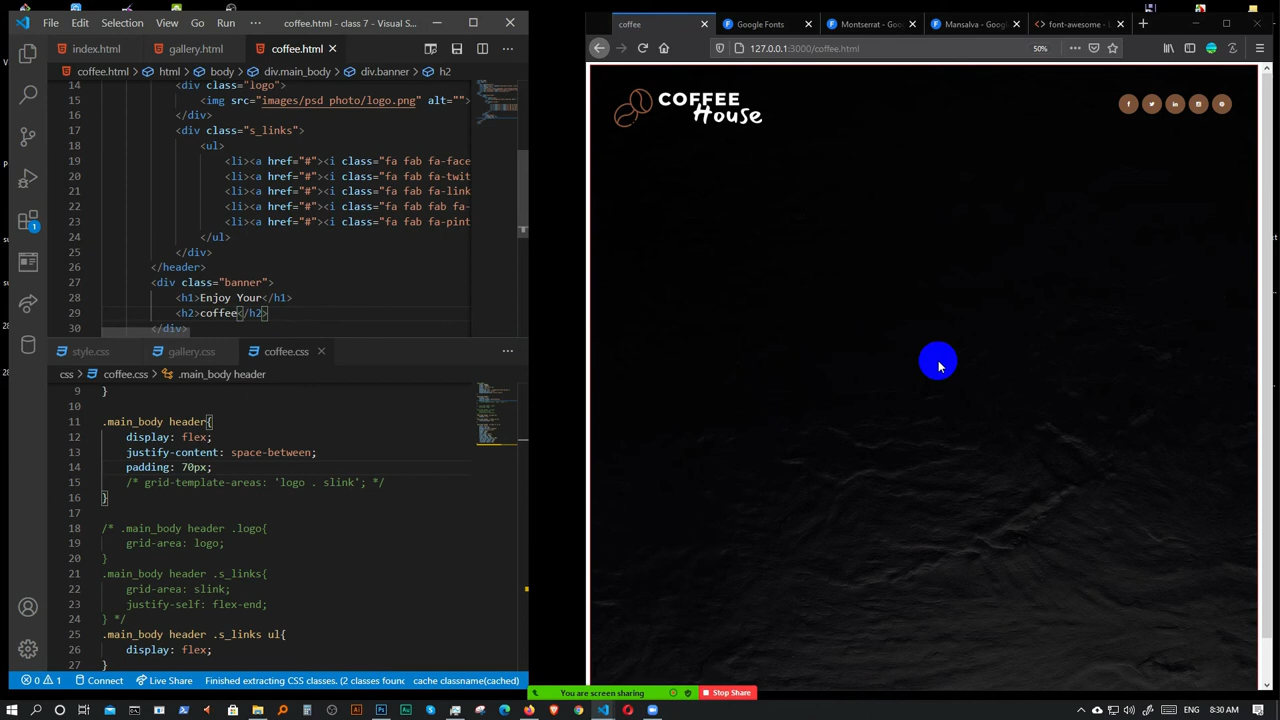 File Edit Selection View Go Run ··· coffee.html - class 7 - Visual S...
index.html gallery.html coffee.html
coffee.html html body div.main_body div.banner h2
14 <div class="logo">
15 <img src="images/psd photo/logo.png" alt="">
16 </div>
17 <div class="s_links">
18 <ul>
19 <li><a href="#"><i class="fa fab fa-face
20 <li><a href="#"><i class="fa fab fa-twit
21 <li><a href="#"><i class="fa fab fa-link
22 <li><a href="#"><i class="fa fab fab fa-
23 <li><a href="#"><i class="fa fab fa-pint
24 </ul>
25 </div>
26 </header>
27 <div class="banner">
28 <h1>Enjoy Your</h1>
29 <h2>coffee</h2>
30 </div>
style.css gallery.css coffee.css
css coffee.css .main_body header
9 }
10
11 .main_body header{
12 display: flex;
13 justify-content: space-between;
14 padding: 70px;
15 /* grid-template-areas: 'logo . slink'; */
16 }
17
18 /* .main_body header .logo{
19 grid-area: logo;
20 }
21 .main_body header .s_links{
22 grid-area: slink;
23 justify-self: flex-end;
24 } */
25 .main_body header .s_links ul{
26 display: flex;
27 }
1
0 1 Connect Live Share Finished extracting CSS classes. (2 classes found cache classname(cached)
coffee Google Fonts Montserrat - Goog Mansalva - Google font-awesome - L
127.0.0.1:3000/coffee.html 50%
COFFEE
House
You are screen sharing Stop Share
ENG 8:30 AM